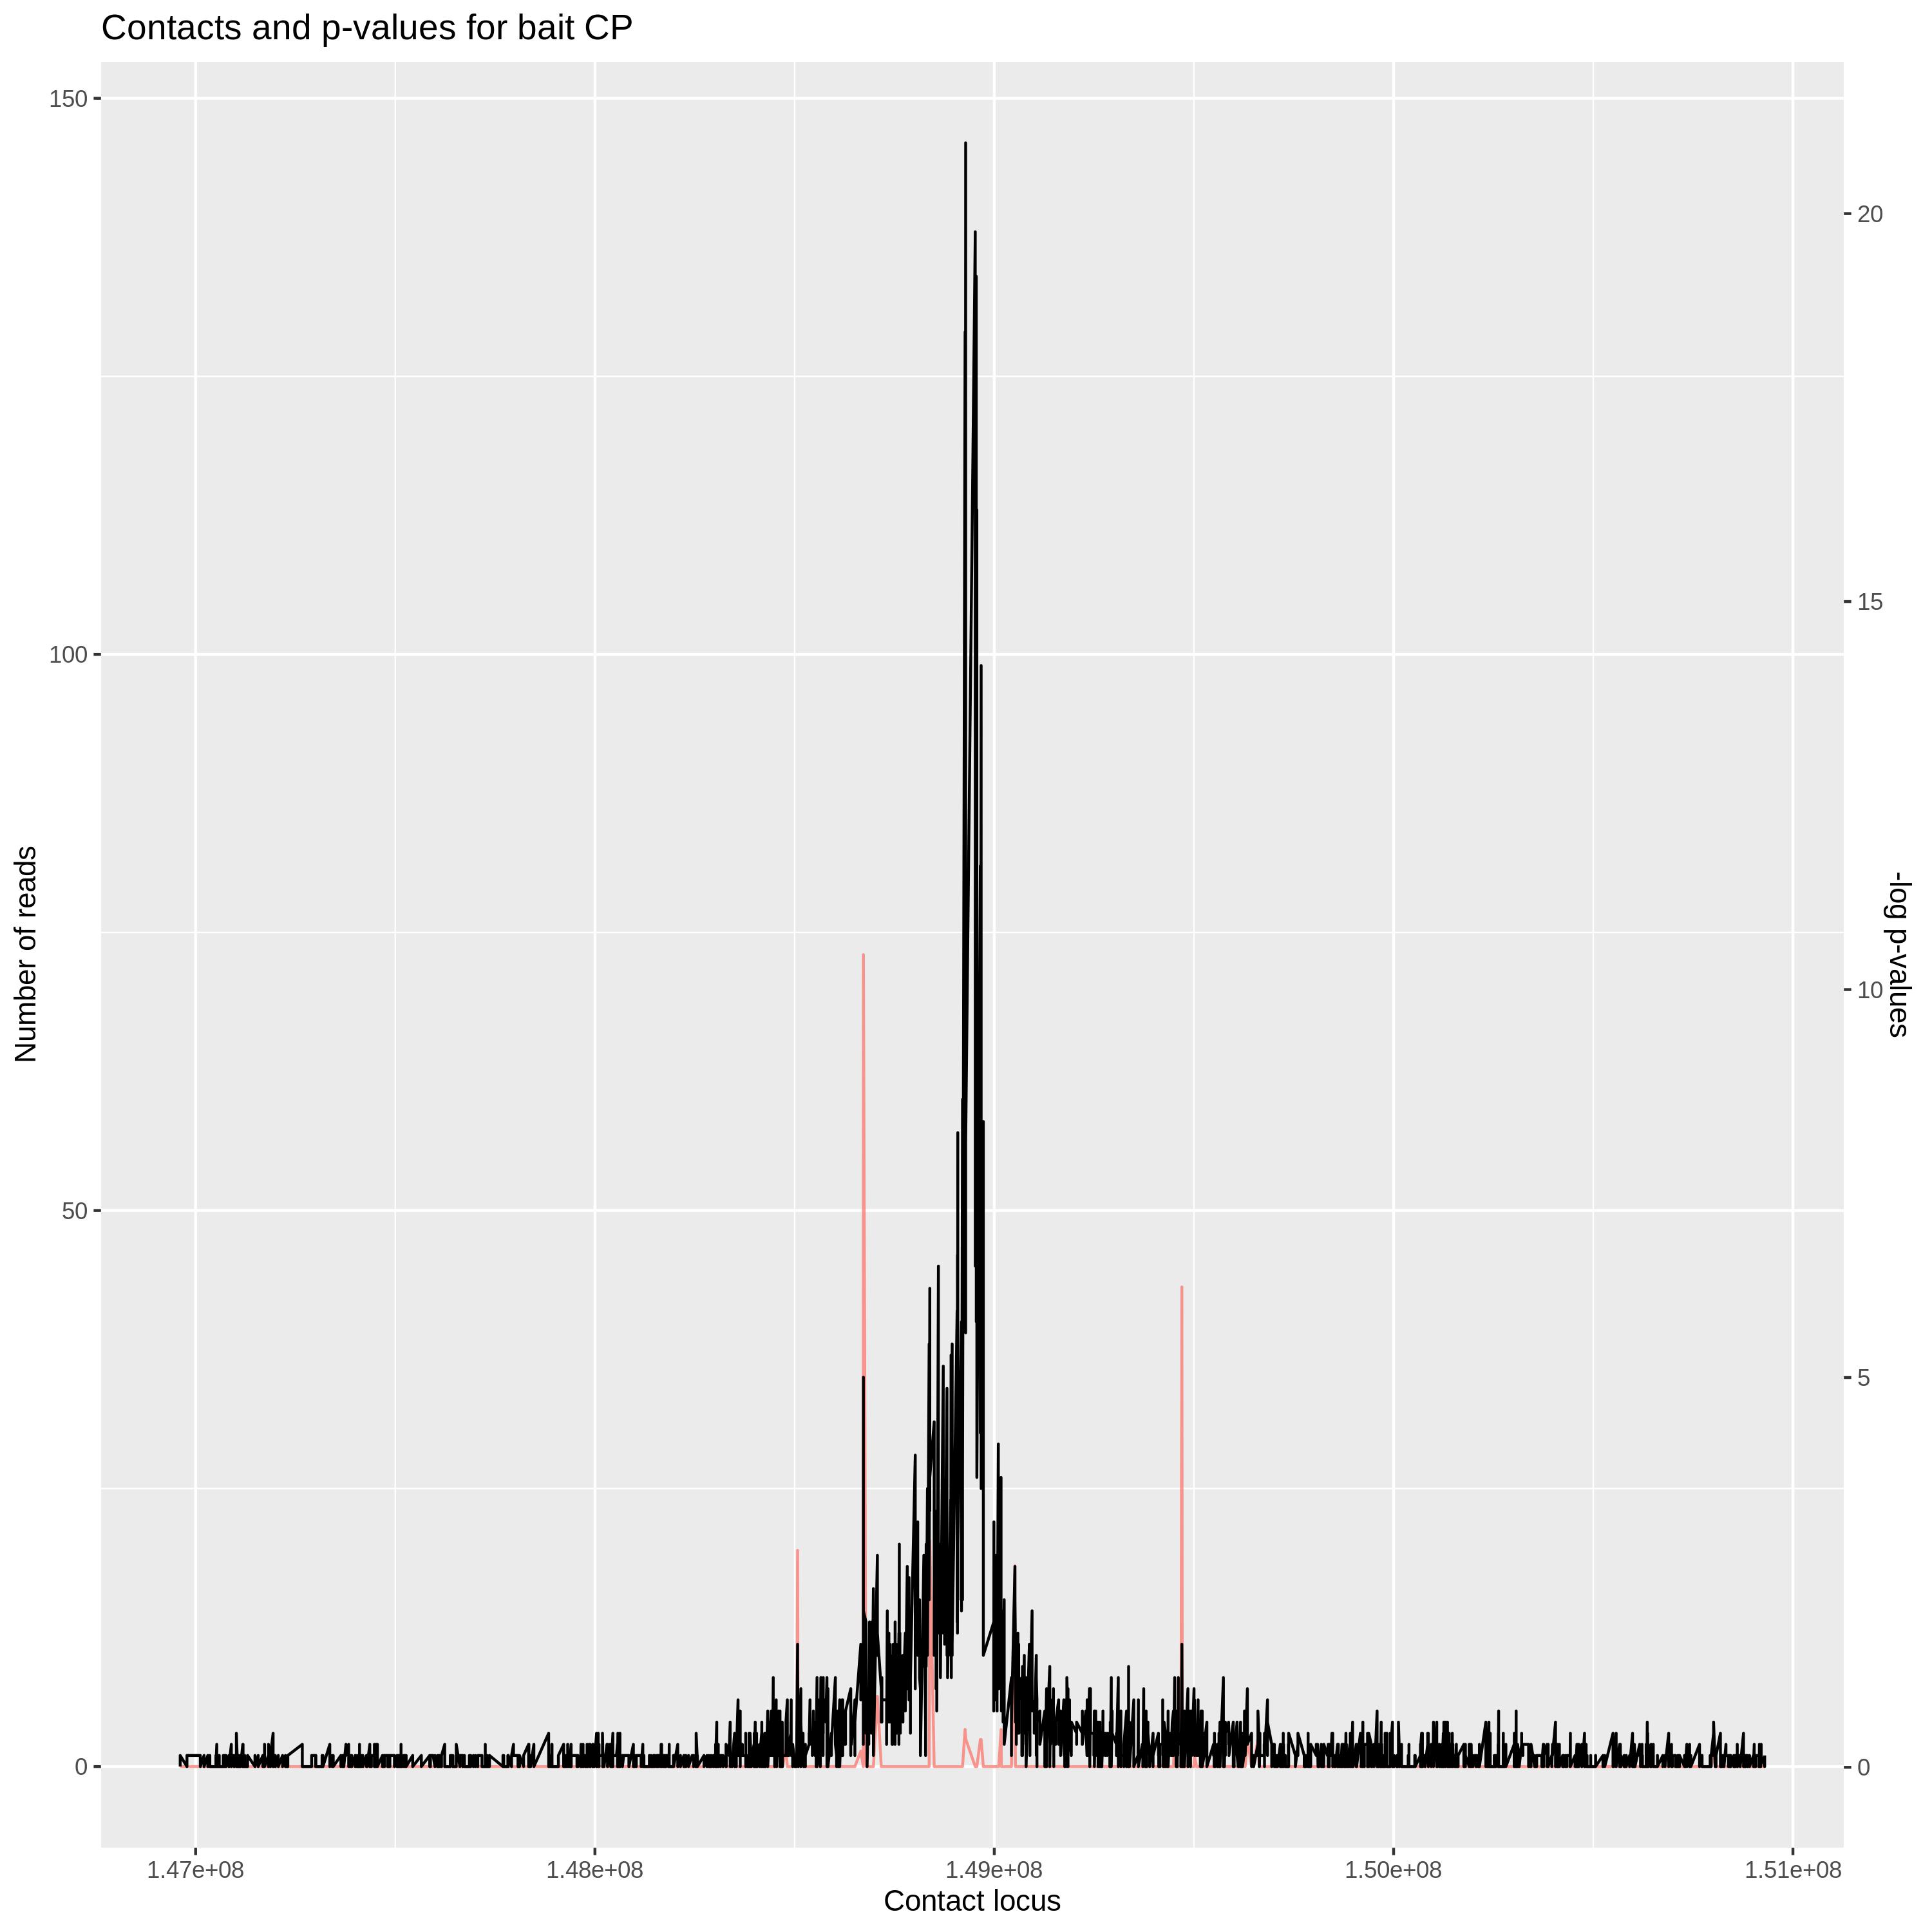 Contacts and p-values for bait CP
150
100
50
0
Number of reads
20
15
10
5
0
-log p-values
1.47e+08 1.48e+08 1.49e+08 1.50e+08 1.51e+08
Contact locus